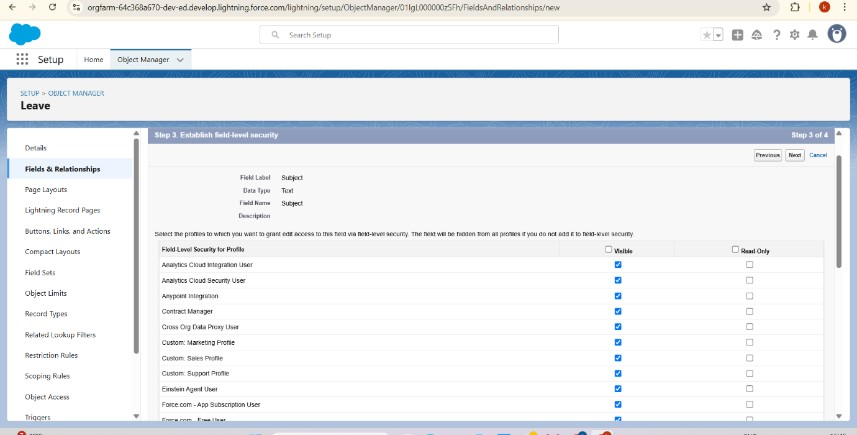 orgfarm-64c368a670-dev-ed.develop.lightning.force.com/lightning/setup/ObjectManager/01IgL000000zSFh/FieldsAndRelationships/new
Search Setup
Setup
Home
Object Manager
SETUP > OBJECT MANAGER
Leave
Details
Fields & Relationships
Page Layouts
Lightning Record Pages
Buttons, Links, and Actions
Compact Layouts
Field Sets
Object Limits
Record Types
Related Lookup Filters
Restriction Rules
Scoping Rules
Object Access
Triggers
Step 3. Establish field-level security
Step 3 of 4
Previous Next Cancel
Field Label Subject
Data Type Text
Field Name Subject
Description
Select the profiles to which you want to grant edit access to this field via field-level security. The field will be hidden from all profiles if you do not add it to field-level security.
Field-Level Security for Profile Visible Read-Only
Analytics Cloud Integration User
Analytics Cloud Security User
Anypoint Integration
Contract Manager
Cross Org Data Proxy User
Custom: Marketing Profile
Custom: Sales Profile
Custom: Support Profile
Einstein Agent User
Force.com - App Subscription User
Force.com - Free User